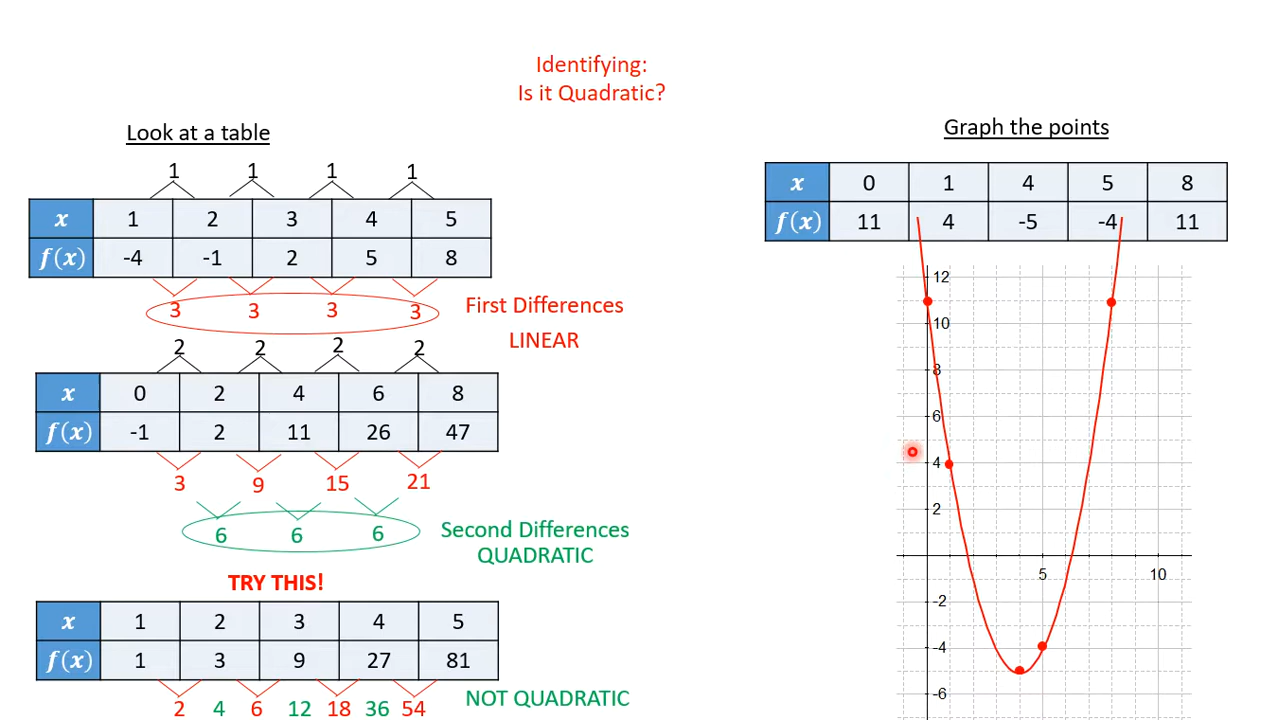 Identifying:
Is it Quadratic?
Look at a table
1 1 1 1
x 1 2 3 4 5
f(x) -4 -1 2 5 8
3 3 3 3
First Differences
LINEAR
2 2 2 2
x 0 2 4 6 8
f(x) -1 2 11 26 47
3 9 15 21
6 6 6
Second Differences
QUADRATIC
TRY THIS!
x 1 2 3 4 5
f(x) 1 3 9 27 81
2 4 6 12 18 36 54
NOT QUADRATIC
Graph the points
x 0 1 4 5 8
f(x) 11 4 -5 -4 11
12
10
8
6
4
2
5 10
-2
-4
-6